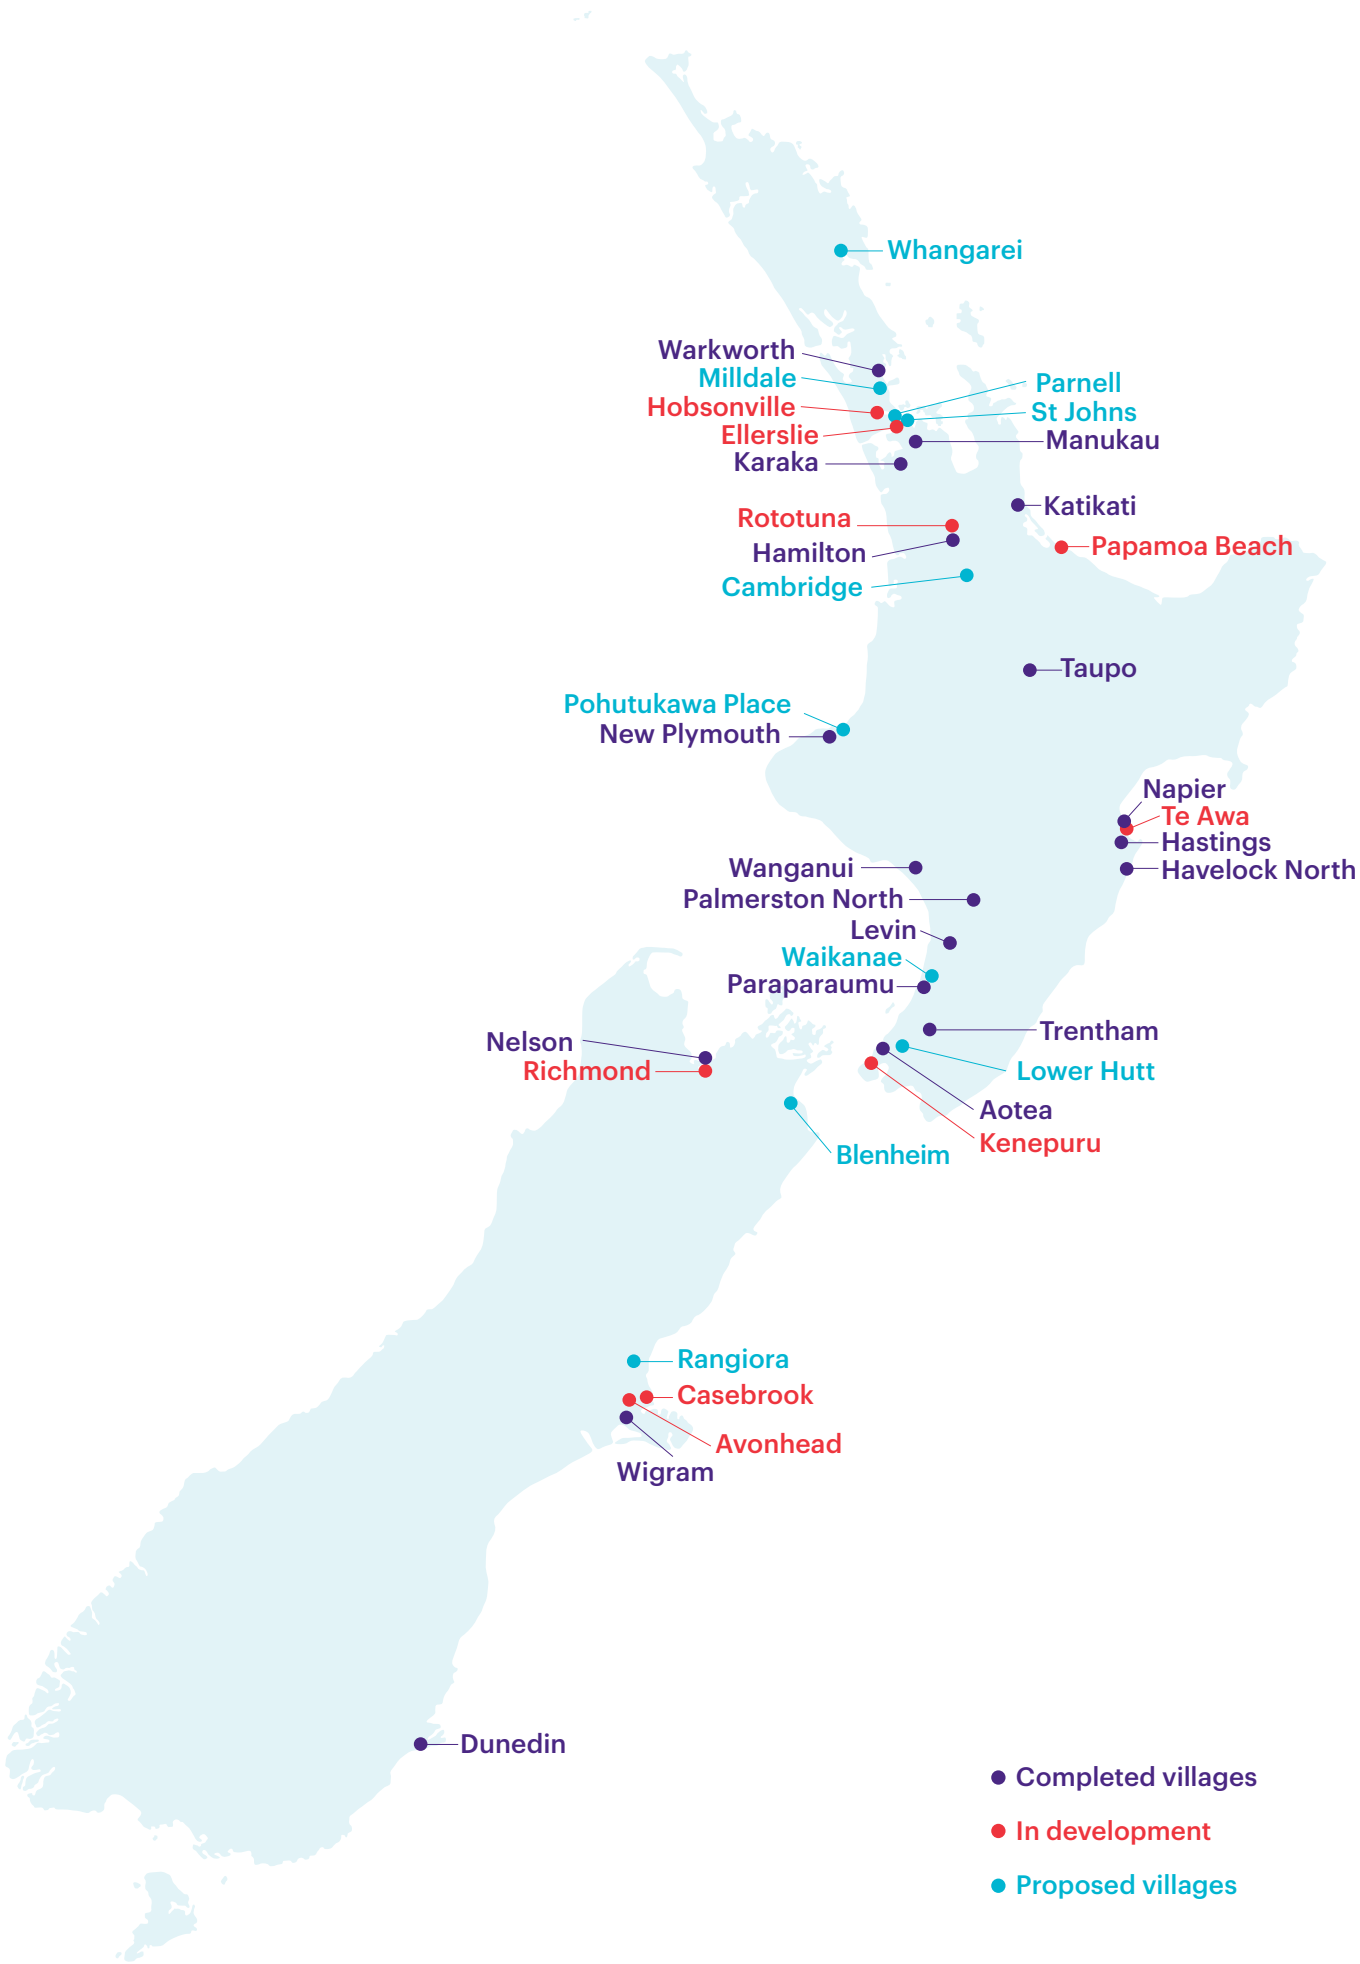 Whangarei
Warkworth
Milldale
Parnell
Hobsonville
St Johns
Ellerslie
Manukau
Karaka
Katikati
Rototuna
Papamoa Beach
Hamilton
Cambridge
Taupo
Pohutukawa Place
New Plymouth
Napier
Te Awa
Hastings
Wanganui
Havelock North
Palmerston North
Levin
Waikanae
Paraparaumu
Trentham
Nelson
Richmond
Lower Hutt
Aotea
Kenepuru
Blenheim
Rangiora
Casebrook
Avonhead
Wigram
Dunedin
Completed villages
In development
Proposed villages